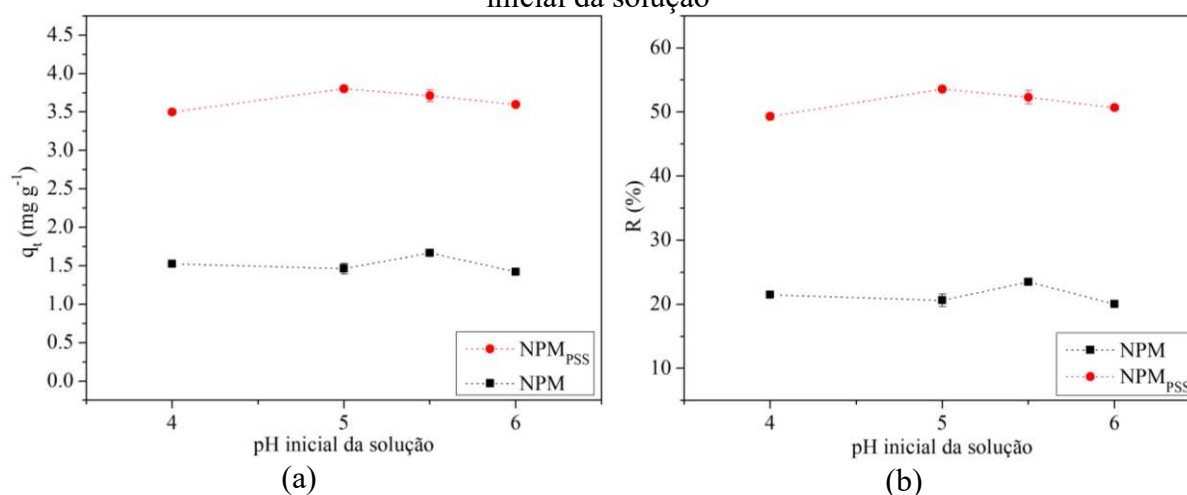 inicial da solução
4.5
4.0
3.5
3.0
2.5
2.0
1.5
1.0
0.5
0.0
qt (mg g-1)
4 5 6
pH inicial da solução
NPMPSS
NPM
(a)
60
50
40
30
20
10
R (%)
4 5 6
pH inicial da solução
NPM
NPMPSS
(b)